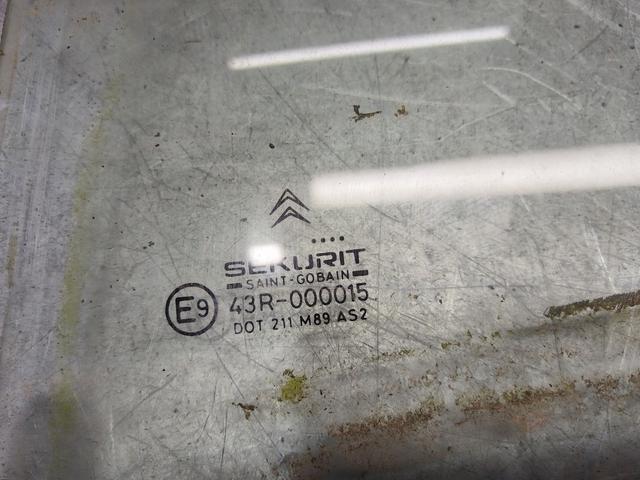 SEKURIT
SAINT-GOBAIN
E9
43R-000015
DOT 211 M89 AS2